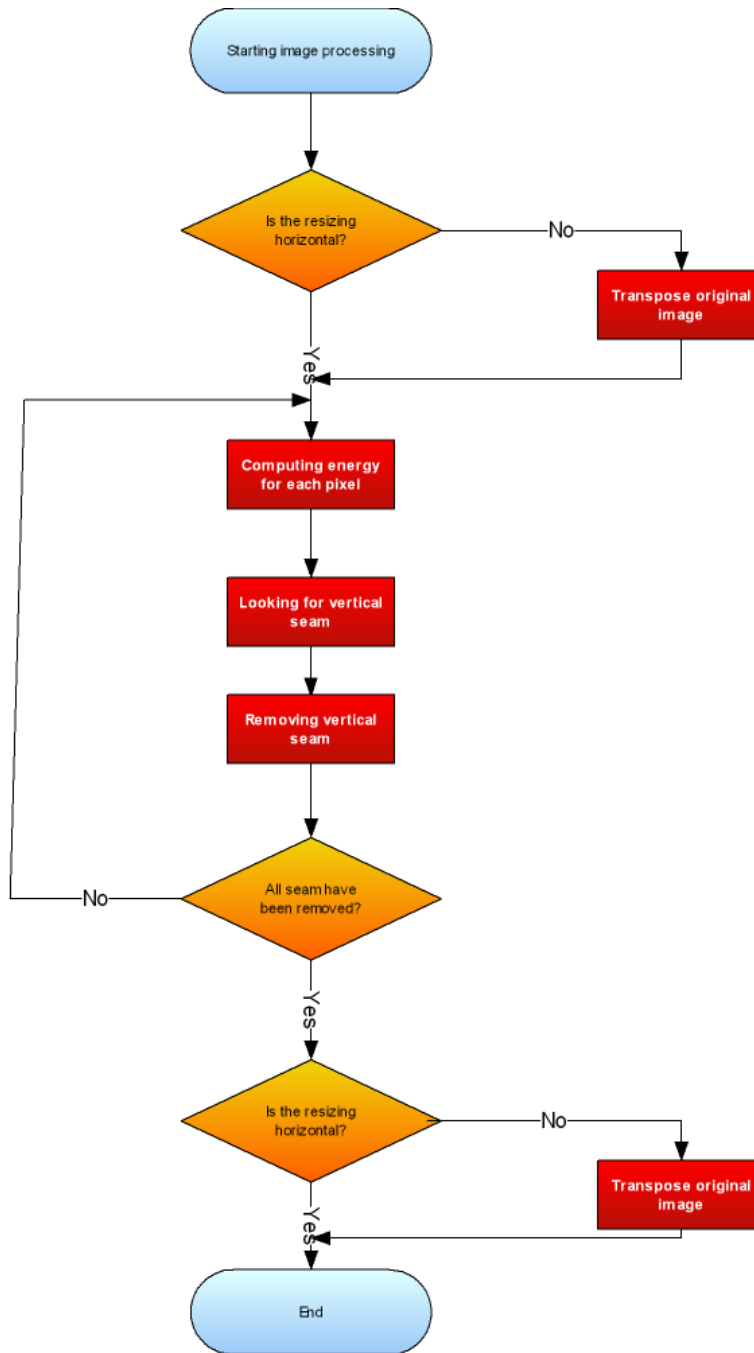 Starting image processing
Is the resizing
horizontal?
No
Transpose original
image
Yes
Computing energy
for each pixel
Looking for vertical
seam
Removing vertical
seam
All seam have
been removed?
No
Yes
Is the resizing
horizontal?
No
Transpose original
image
Yes
End